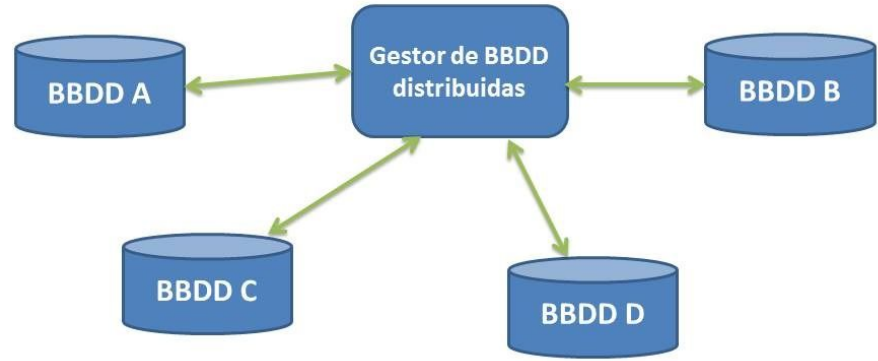 Gestor de BBDD
distribuidas
BBDD A
BBDD B
BBDD C
BBDD D